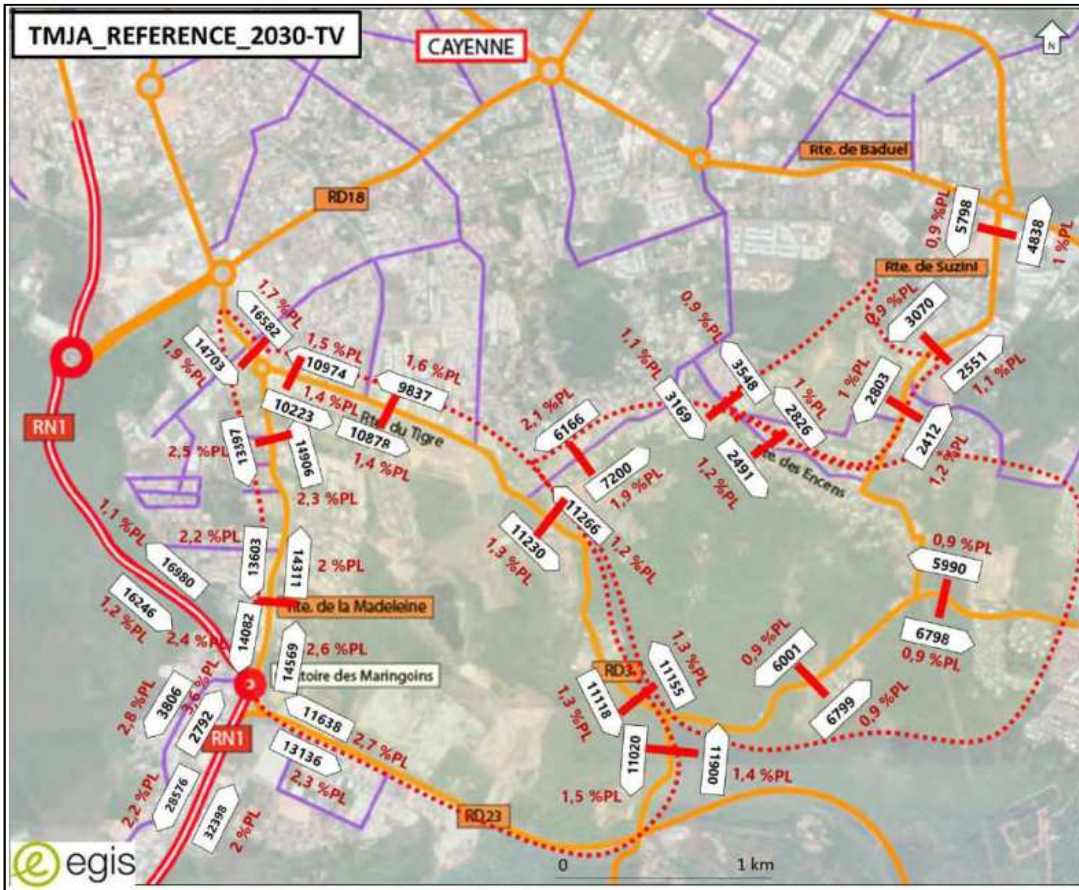 TMJA_REFERENCE_2030-TV
CAYENNE
N
Rte. de Baduel
RD18
5798
0,9 %PL
4838
1 %PL
Rte. de Suzini
0,9 %PL
3070
2551
1,1 %PL
1,7 %PL
16582
14703
1,9 %PL
1,5 %PL
10974
1,6 %PL
9837
10223
1,4 %PL
Rte. du Tigre
10878
1,4 %PL
0,9 %PL
3548
1,1 %PL
3169
1 %PL
2803
2412
1,2 %PL
1 %PL
2826
2491
1,2 %PL
des Encens
2,1 %PL
6166
7200
1,9 %PL
RN1
13397
2,5 %PL
14906
2,3 %PL
11266
1,2 %PL
11230
1,3 %PL
1,1 %PL
16980
16246
1,2 %PL
2,2 %PL
13603
14311
2 %PL
0,9 %PL
5990
6798
0,9 %PL
Rte. de la Madeleine
14082
2,4 %PL
14569
2,6 %PL
0,9 %PL
6001
6799
0,9 %PL
toire des Maringoins
RD3
1,3 %PL
11155
11118
1,3 %PL
3,6 %PL
3806
2,8 %PL
2792
RN1
11638
2,7 %PL
13136
2,3 %PL
11020
1,5 %PL
11900
1,4 %PL
28576
2,2 %PL
32398
2 %PL
RD23
egis
0 1 km